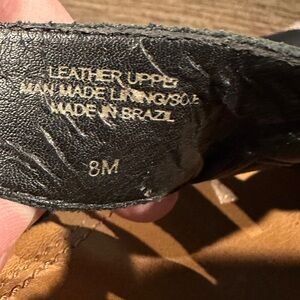 LEATHER UPPER
MAN MADE LINING/SOLE
MADE IN BRAZIL
8M